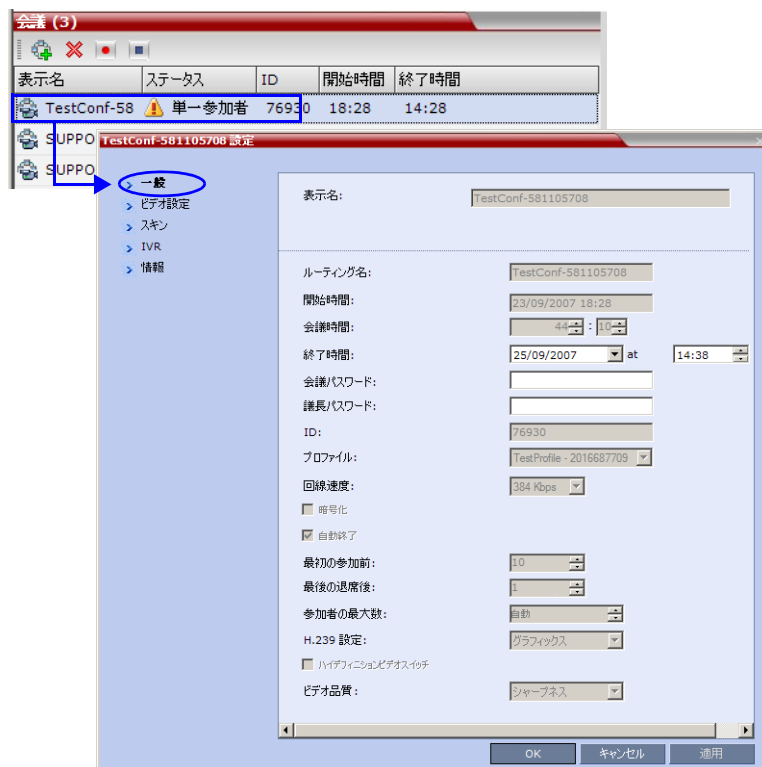 会議 (3)
表示名 ステータス ID 開始時間 終了時間
TestConf-58 単一参加者 76930 18:28 14:28
SUPPO
SUPPO
TestConf-581105708 設定
一般
ビデオ設定
スキン
IVR
情報
表示名: TestConf-581105708
ルーティング名: TestConf-581105708
開始時間: 23/09/2007 18:28
会議時間: 44 : 10
終了時間: 25/09/2007 at 14:38
会議パスワード:
議長パスワード:
ID: 76930
プロファイル: TestProfile - 2016687709
回線速度: 384 Kbps
暗号化
自動終了
最初の参加前: 10
最後の退席後: 1
参加者の最大数: 自動
H.239 設定: グラフィックス
ハイデフィニションビデオスイッチ
ビデオ品質: シャープネス
OK キャンセル 適用